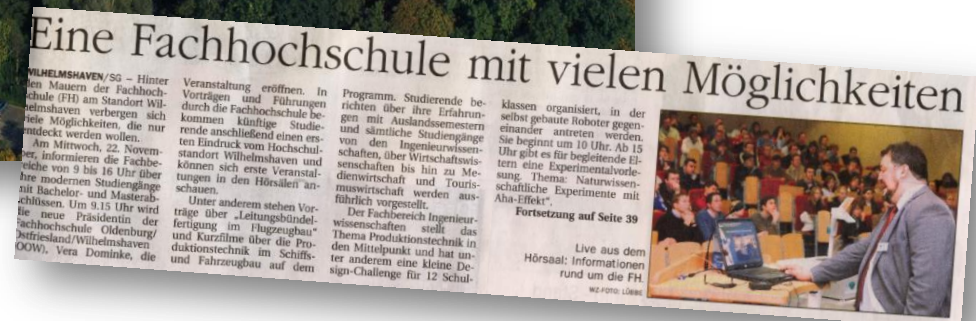 Eine Fachhochschule mit vielen Möglichkeiten
WILHELMSHAVEN/SG – Hinter
den Mauern der Fachhoch-
schule (FH) am Standort Wil-
helmshaven verbergen sich
viele Möglichkeiten, die nur
entdeckt werden wollen.
Am Mittwoch, 22. Novem-
ber, informieren die Fachbe-
reiche von 9 bis 16 Uhr über
ihre modernen Studiengänge
mit Bachelor- und Masterab-
schlüssen. Um 9.15 Uhr wird
die neue Präsidentin der
Fachhochschule Oldenburg/
Ostfriesland/Wilhelmshaven
(OOW), Vera Dominke, die
Veranstaltung eröffnen. In
Vorträgen und Führungen
durch die Fachhochschule be-
kommen künftige Studie-
rende anschließend einen ers-
ten Eindruck vom Hochschul-
standort Wilhelmshaven und
können sich erste Veranstal-
tungen in den Hörsälen an-
schauen.
Unter anderem stehen Vor-
träge über „Leitungsbündel-
fertigung im Flugzeugbau"
und Kurzfilme über die Pro-
duktionstechnik im Schiffs-
und Fahrzeugbau auf dem
Programm. Studierende be-
richten über ihre Erfahrun-
gen mit Auslandssemestern
und sämtliche Studiengänge
von den Ingenieurwissen-
schaften, über Wirtschaftswis-
senschaften bis hin zu Me-
dienwirtschaft und Touris-
muswirtschaft werden aus-
führlich vorgestellt.
Der Fachbereich Ingenieur-
wissenschaften stellt das
Thema Produktionstechnik in
den Mittelpunkt und hat un-
ter anderem eine kleine De-
sign-Challenge für 12 Schul-
klassen organisiert, in der
selbst gebaute Roboter gegen-
einander antreten werden.
Sie beginnt um 10 Uhr. Ab 15
Uhr gibt es für begleitende El-
tern eine Experimentalvorle-
sung. Thema: Naturwissen-
schaftliche Experimente mit
Aha-Effekt".
Fortsetzung auf Seite 39
Live aus dem
Hörsaal: Informationen
rund um die FH.
WZ-FOTO: LÜBBE